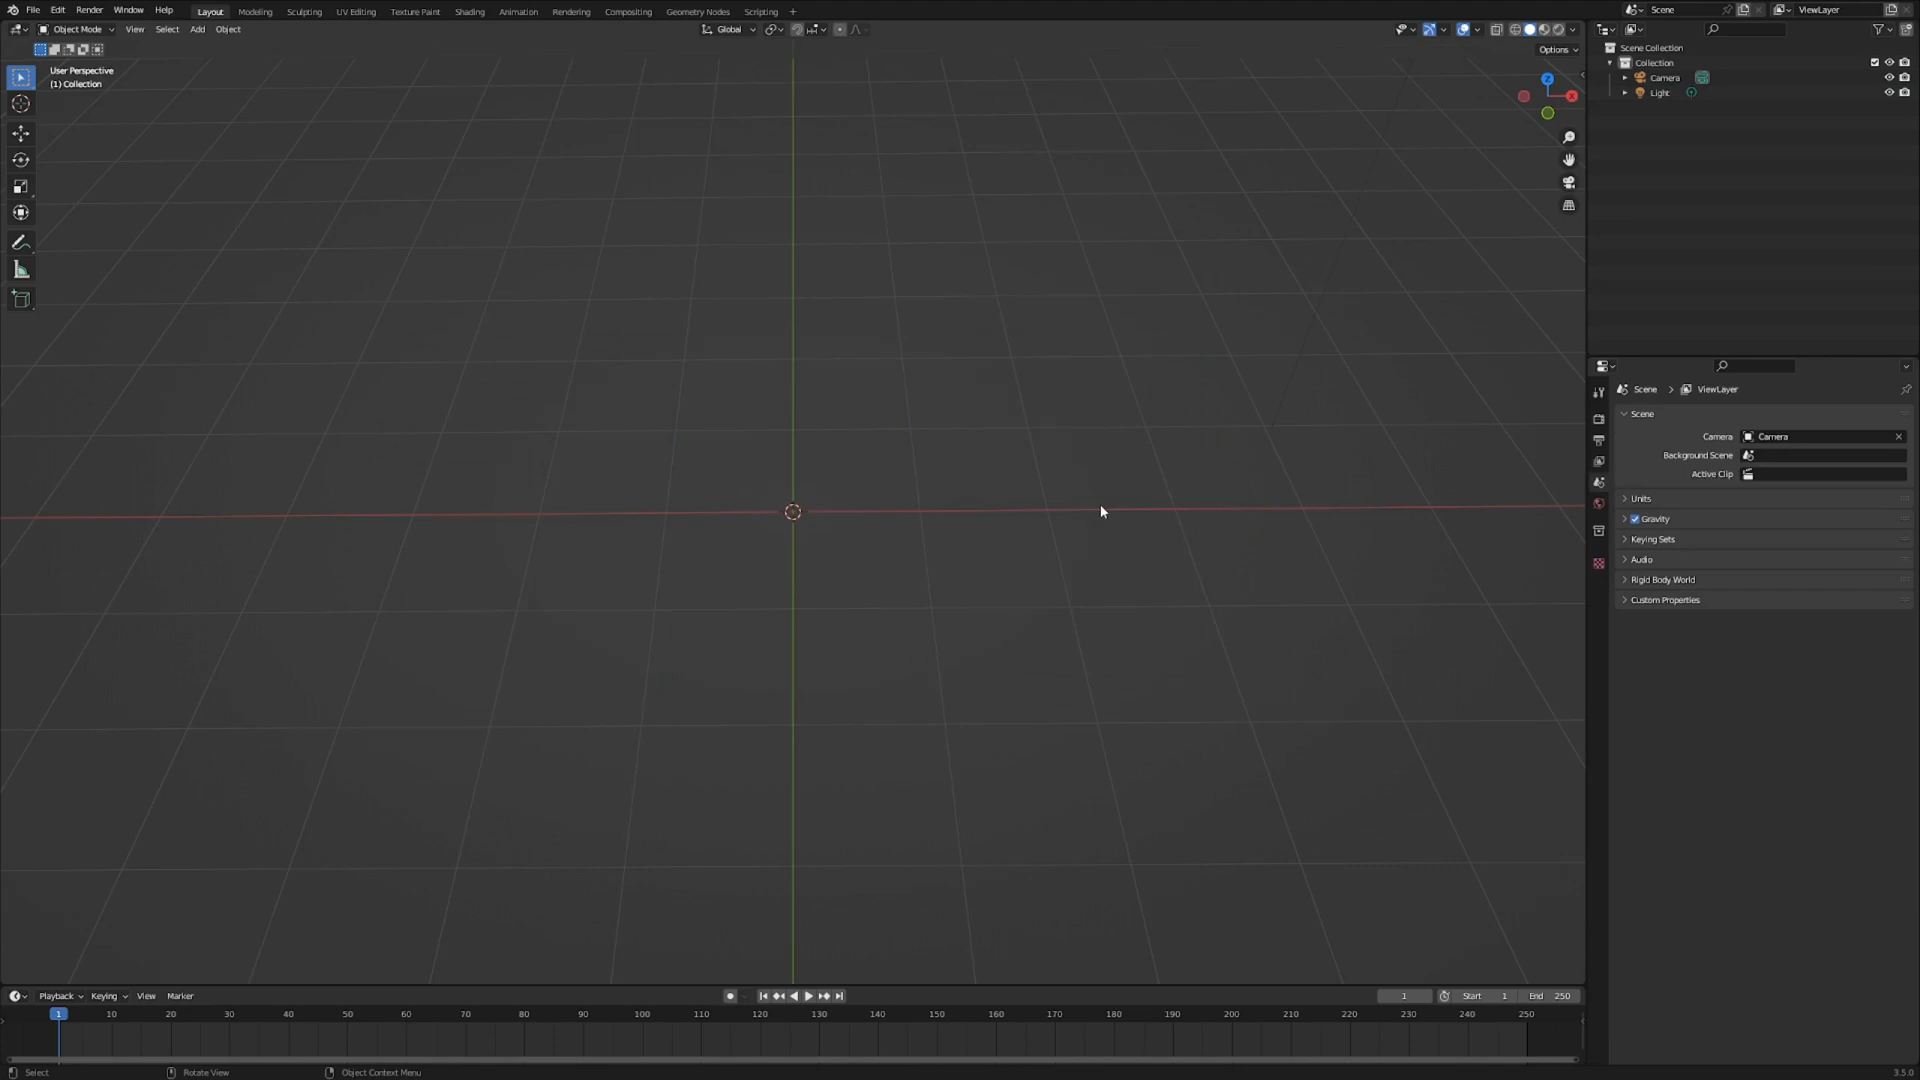 File Edit Render Window Help Layout Modeling Sculpting UV Editing Texture Paint Shading Animation Rendering Compositing Geometry Nodes Scripting + Scene ViewLayer
Object Mode View Select Add Object Global
Options
User Perspective
(1) Collection
Z
X
Scene Collection
Collection
Camera
Light
Scene > ViewLayer
Scene
Camera Camera
Background Scene
Active Clip
Units
Gravity
Keying Sets
Audio
Rigid Body World
Custom Properties
Playback Keying View Marker 1 Start 1 End 250
1 10 20 30 40 50 60 70 80 90 100 110 120 130 140 150 160 170 180 190 200 210 220 230 240 250
Select Rotate View Object Context Menu 3.5.0